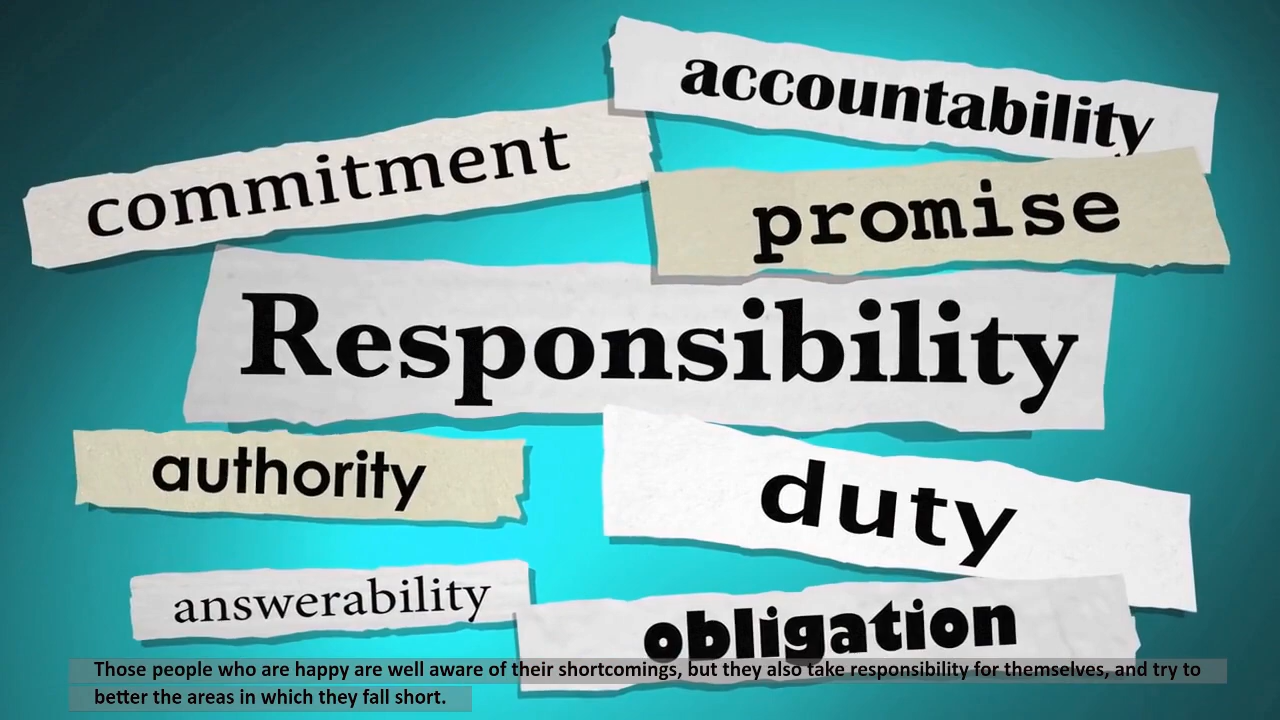 accountability
commitment
promise
Responsibility
authority
duty
answerability
obligation
Those people who are happy are well aware of their shortcomings, but they also take responsibility for themselves, and try to
better the areas in which they fall short.